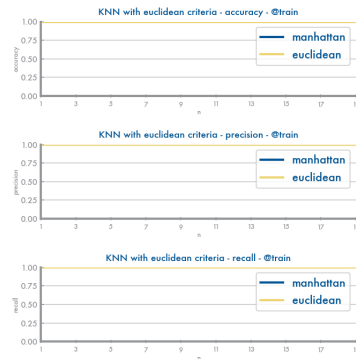 KNN with euclidean criteria - accuracy - @train
1.00
0.75
0.50
0.25
0.00
accuracy
manhattan
euclidean
1 3 5 7 9 11 13 15 17 1
n
KNN with euclidean criteria - precision - @train
1.00
0.75
0.50
0.25
0.00
precision
manhattan
euclidean
1 3 5 7 9 11 13 15 17 1
n
KNN with euclidean criteria - recall - @train
1.00
0.75
0.50
0.25
0.00
recall
manhattan
euclidean
1 3 5 7 9 11 13 15 17 1
n